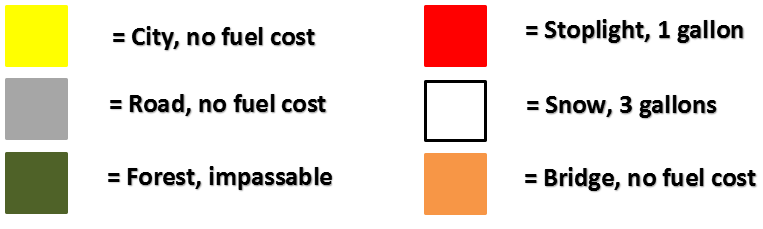 = City, no fuel cost
= Stoplight, 1 gallon
= Road, no fuel cost
= Snow, 3 gallons
= Forest, impassable
= Bridge, no fuel cost